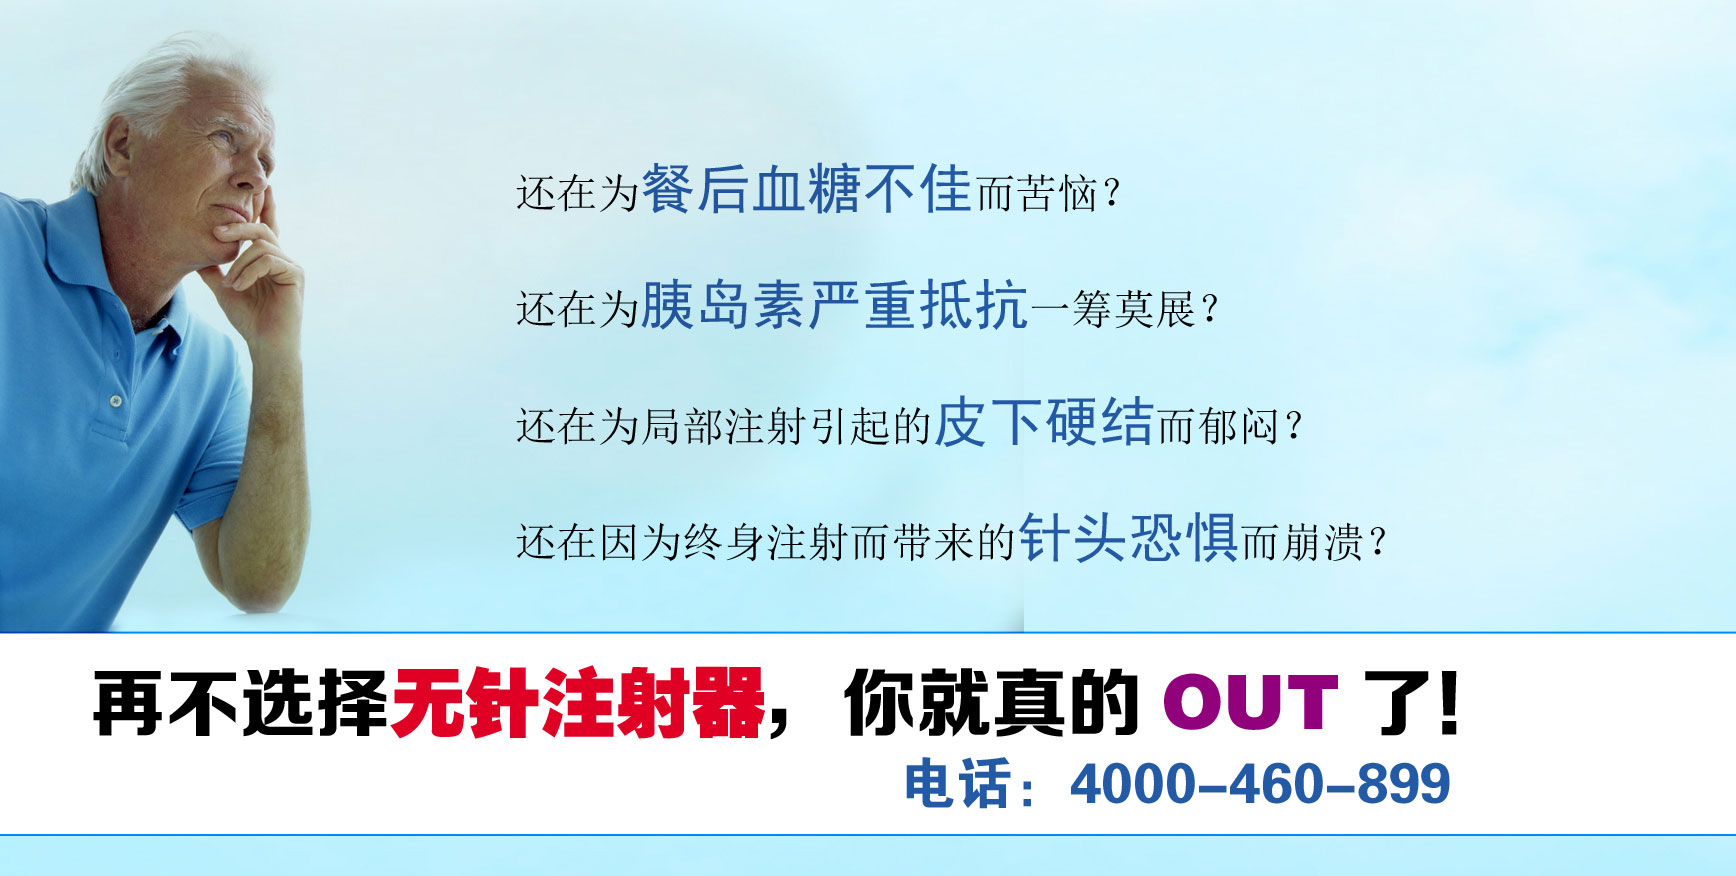 还在为餐后血糖不佳而苦恼？
还在为胰岛素严重抵抗一筹莫展？
还在为局部注射引起的皮下硬结而郁闷？
还在因为终身注射而带来的针头恐惧而崩溃？
再不选择无针注射器，你就真的 OUT 了！
电话：4000-460-899